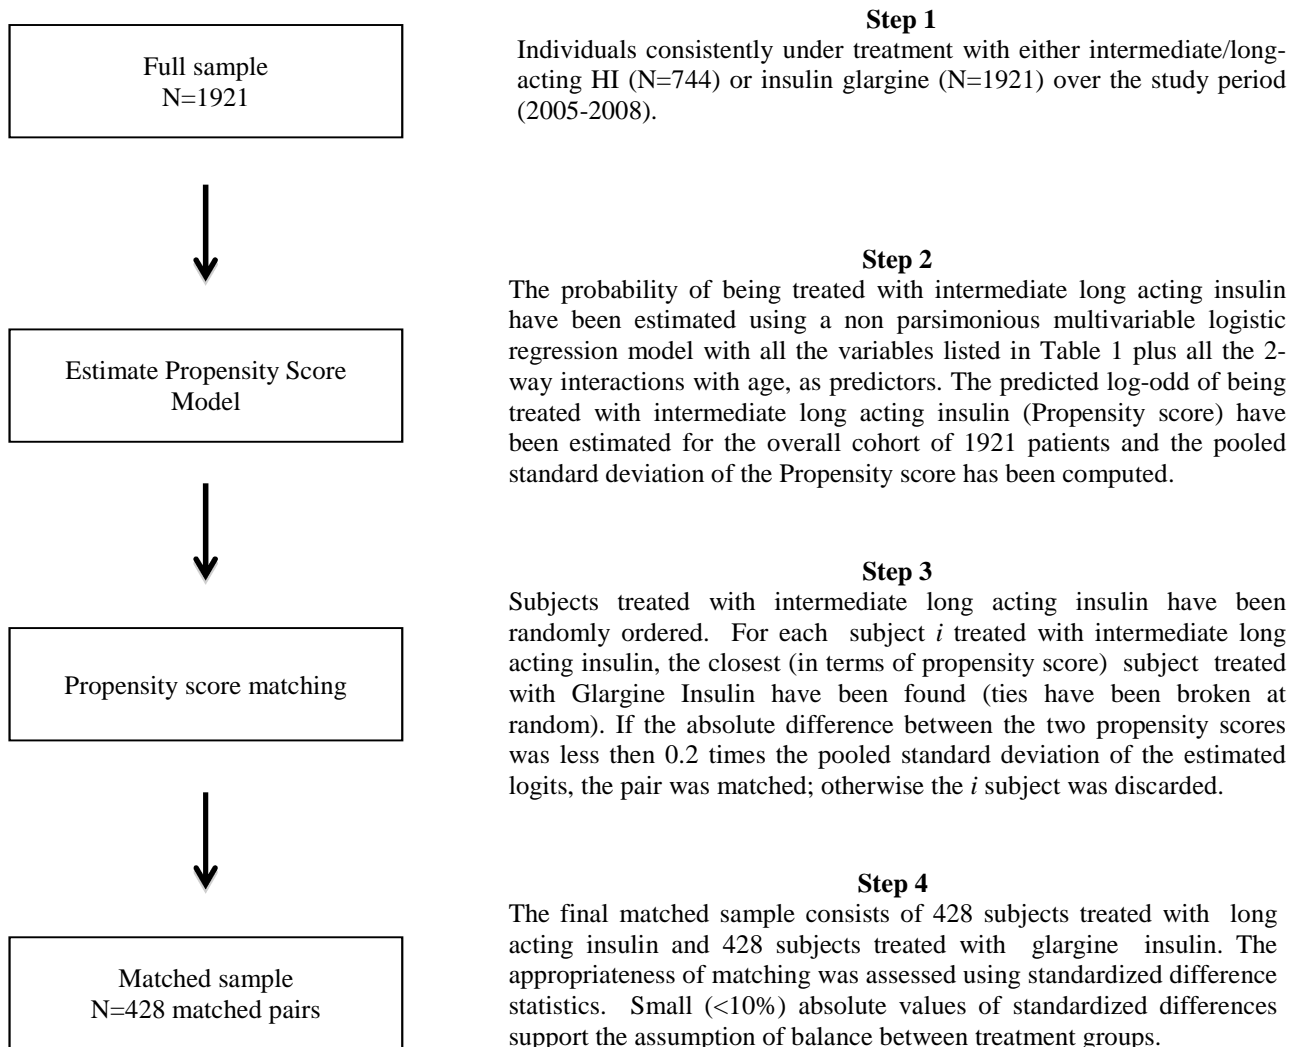 Full sample
N=1921
Step 1
Individuals consistently under treatment with either intermediate/long-
acting HI (N=744) or insulin glargine (N=1921) over the study period
(2005-2008).
Estimate Propensity Score
Model
Step 2
The probability of being treated with intermediate long acting insulin
have been estimated using a non parsimonious multivariable logistic
regression model with all the variables listed in Table 1 plus all the 2-
way interactions with age, as predictors. The predicted log-odd of being
treated with intermediate long acting insulin (Propensity score) have
been estimated for the overall cohort of 1921 patients and the pooled
standard deviation of the Propensity score has been computed.
Propensity score matching
Step 3
Subjects treated with intermediate long acting insulin have been
randomly ordered. For each subject i treated with intermediate long
acting insulin, the closest (in terms of propensity score) subject treated
with Glargine Insulin have been found (ties have been broken at
random). If the absolute difference between the two propensity scores
was less then 0.2 times the pooled standard deviation of the estimated
logits, the pair was matched; otherwise the i subject was discarded.
Matched sample
N=428 matched pairs
Step 4
The final matched sample consists of 428 subjects treated with long
acting insulin and 428 subjects treated with glargine insulin. The
appropriateness of matching was assessed using standardized difference
statistics. Small (<10%) absolute values of standardized differences
support the assumption of balance between treatment groups.